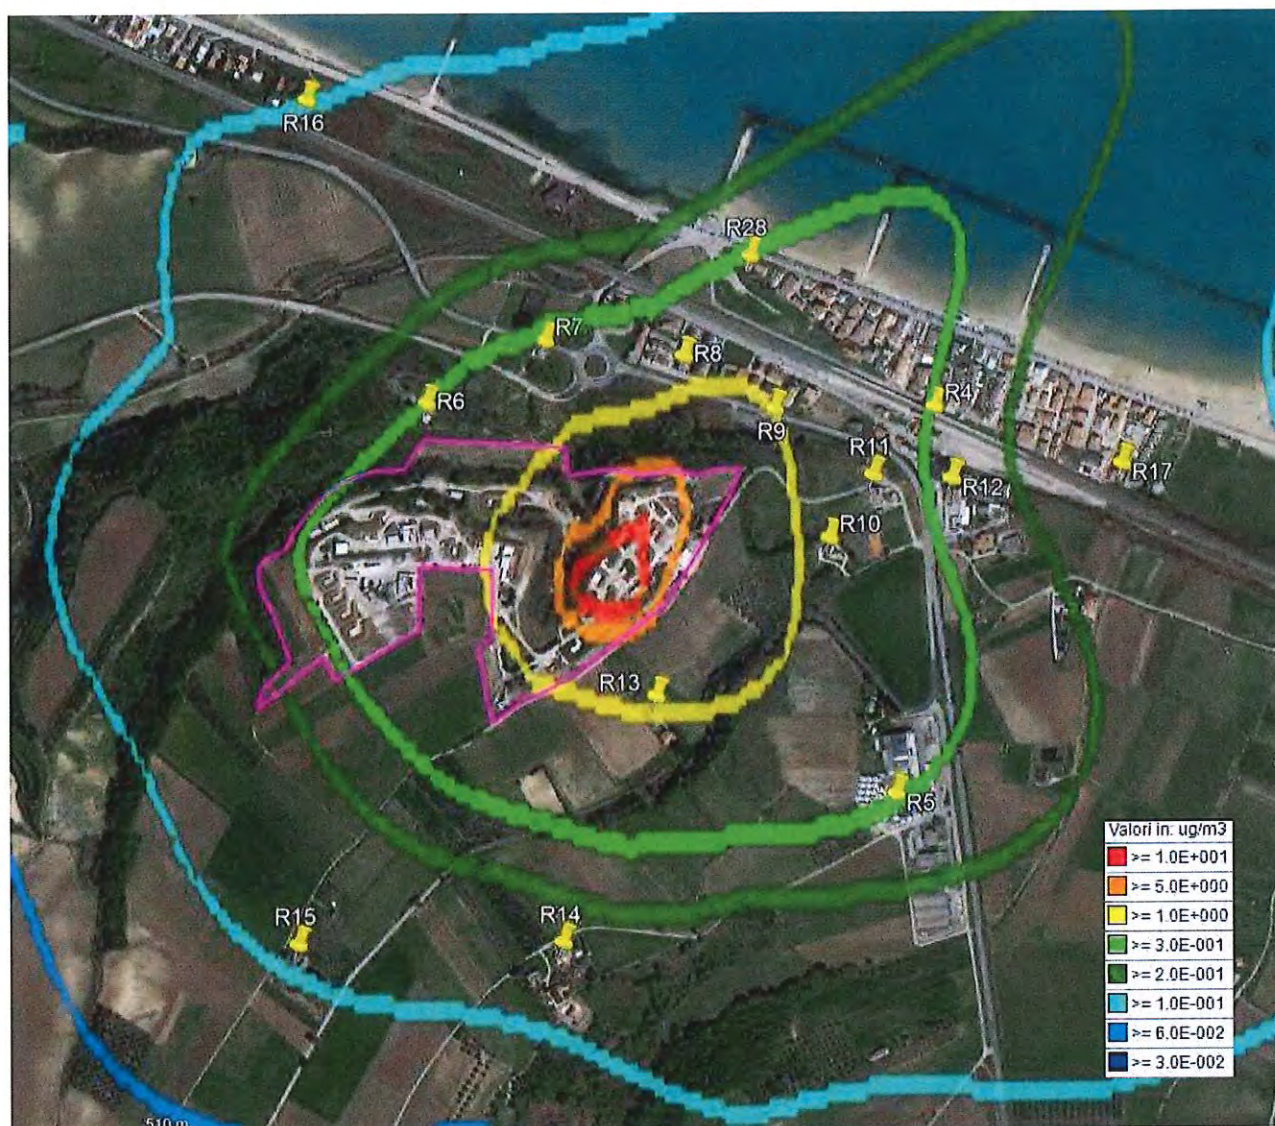 R16
R28
R7
R8
R6
R9
R4
R11
R17
R12
R10
R13
R5
R15
R14
Valori in: ug/m3
>= 1.0E+001
>= 5.0E+000
>= 1.0E+000
>= 3.0E-001
>= 2.0E-001
>= 1.0E-001
>= 6.0E-002
>= 3.0E-002
510 m